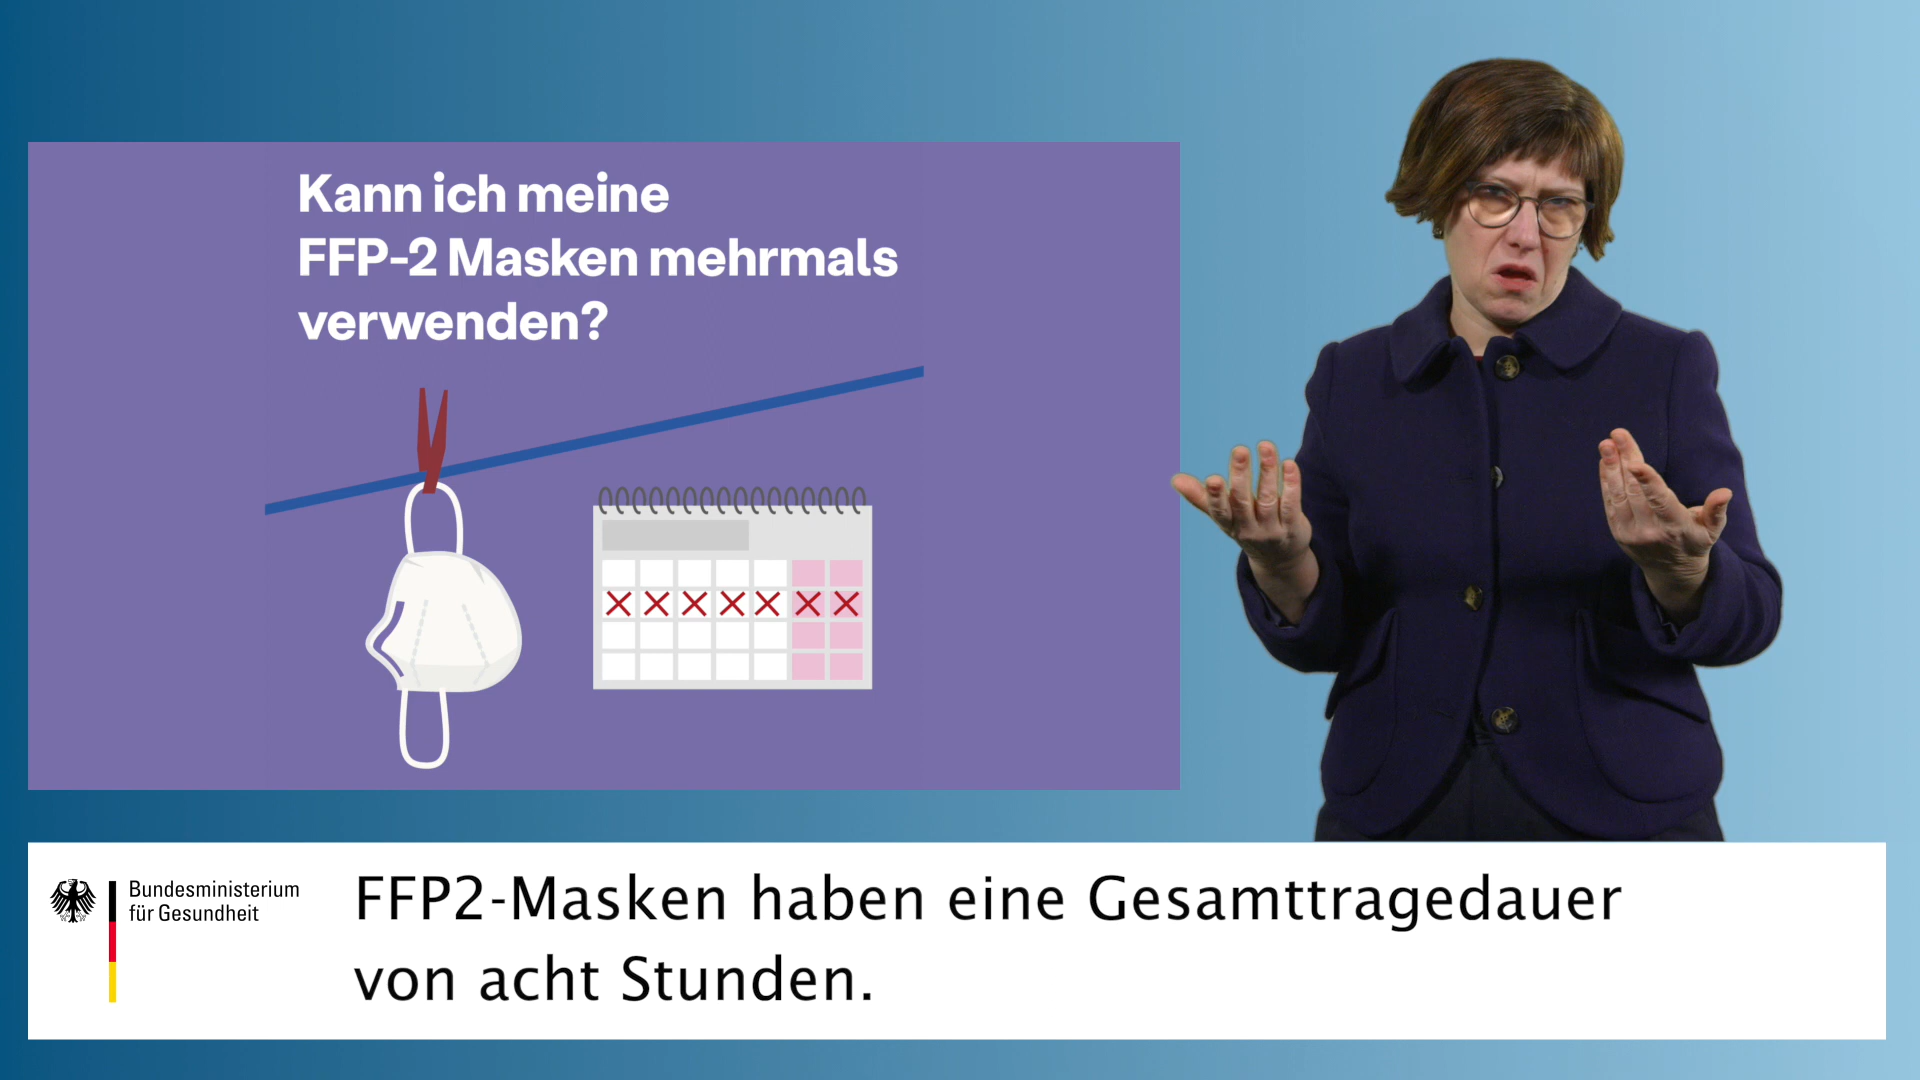 Kann ich meine
FFP-2 Masken mehrmals
verwenden?
Bundesministerium
für Gesundheit
FFP2-Masken haben eine Gesamttragedauer
von acht Stunden.